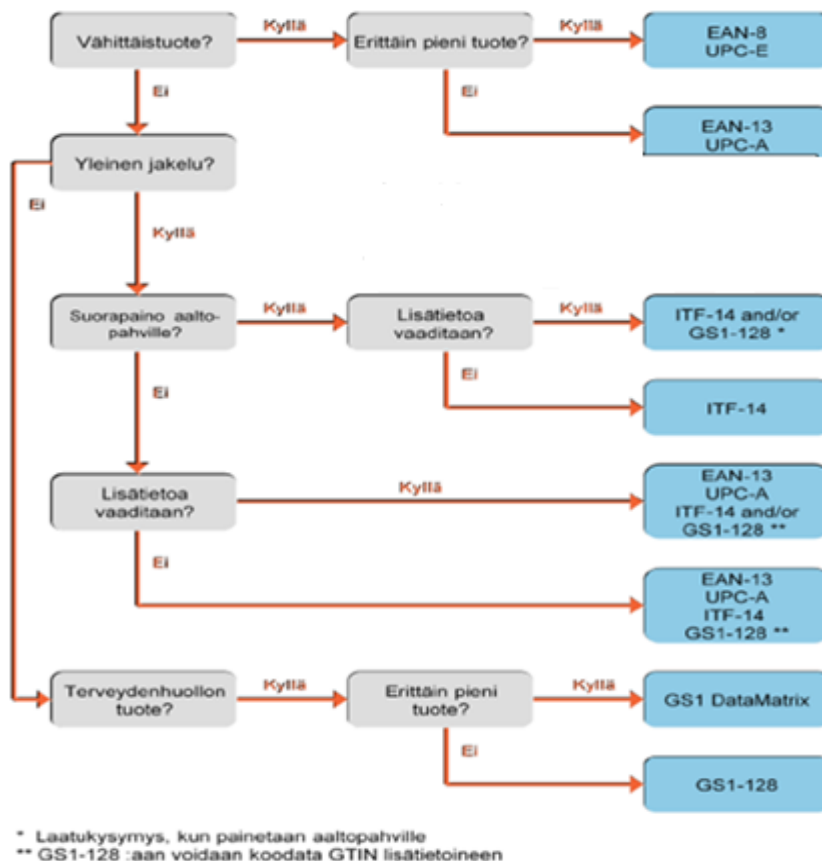 Vähittäistuote?
Kyllä
Erittäin pieni tuote?
Kyllä
EAN-8
UPC-E
Ei
Ei
EAN-13
UPC-A
Yleinen jakelu?
Ei
Kyllä
Suorapaino aalto-
pahville?
Kyllä
Lisätietoa
vaaditaan?
Kyllä
ITF-14 and/or
GS1-128 *
Ei
Ei
ITF-14
Lisätietoa
vaaditaan?
Kyllä
EAN-13
UPC-A
ITF-14 and/or
GS1-128 **
Ei
EAN-13
UPC-A
ITF-14
GS1-128 **
Terveydenhuollon
tuote?
Kyllä
Erittäin pieni
tuote?
Kyllä
GS1 DataMatrix
Ei
GS1-128
* Laatukysymys, kun painetaan aaltopahville
** GS1-128 :aan voidaan koodata GTIN lisätietoineen